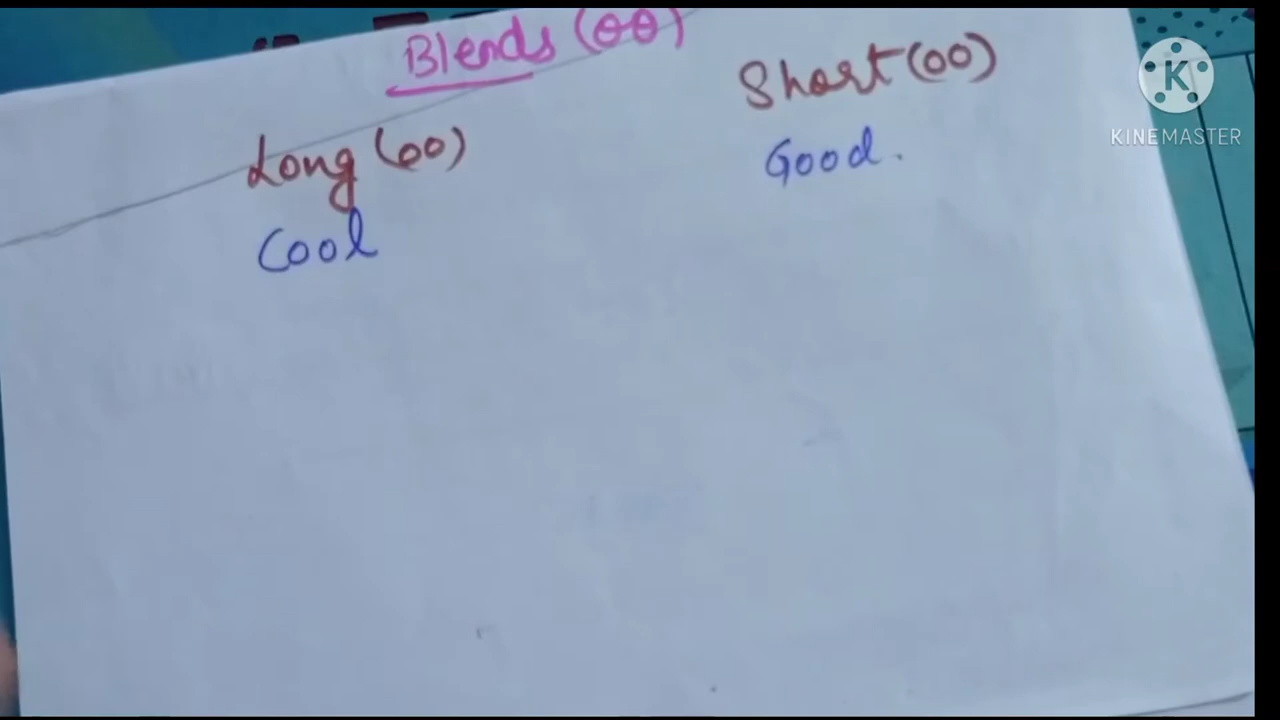 Blends (oo)
Short (oo)
Long (oo)
Good.
Cool
KINEMASTER